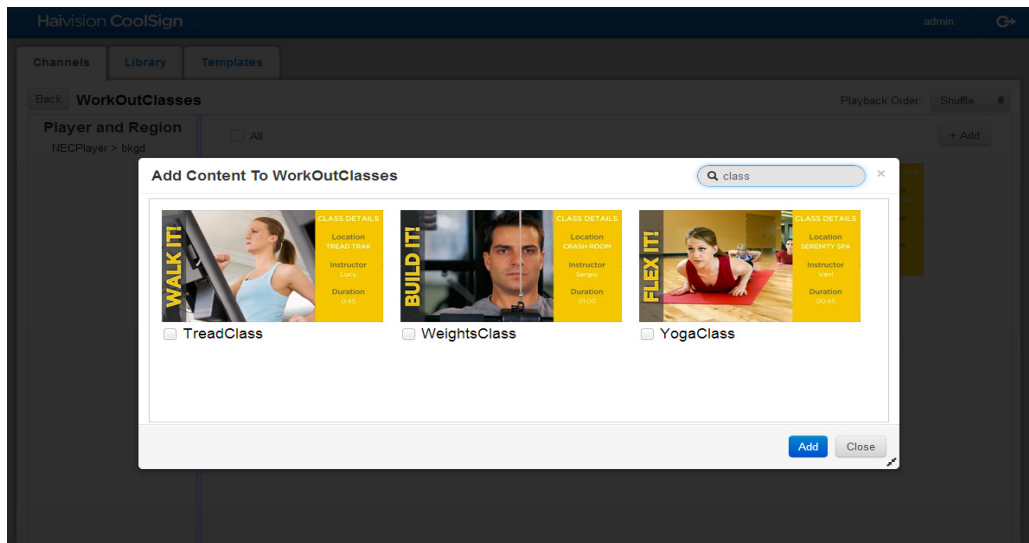 Haivision CoolSign
admin
Channels
Library
Templates
Back
WorkOutClasses
Playback Order:
Shuffle
Player and Region
NECPlayer > bkgd
All
+ Add
Add Content To WorkOutClasses
class
×
WALK IT!
CLASS DETAILS
Location
TREAD TRAK
Instructor
Lucy
Duration
0:45
BUILD IT!
CLASS DETAILS
Location
CRASH ROOM
Instructor
Sergio
Duration
01:00
FLEX IT!
CLASS DETAILS
Location
SERENITY SPA
Instructor
Vani
Duration
00:45
TreadClass
WeightsClass
YogaClass
Add
Close